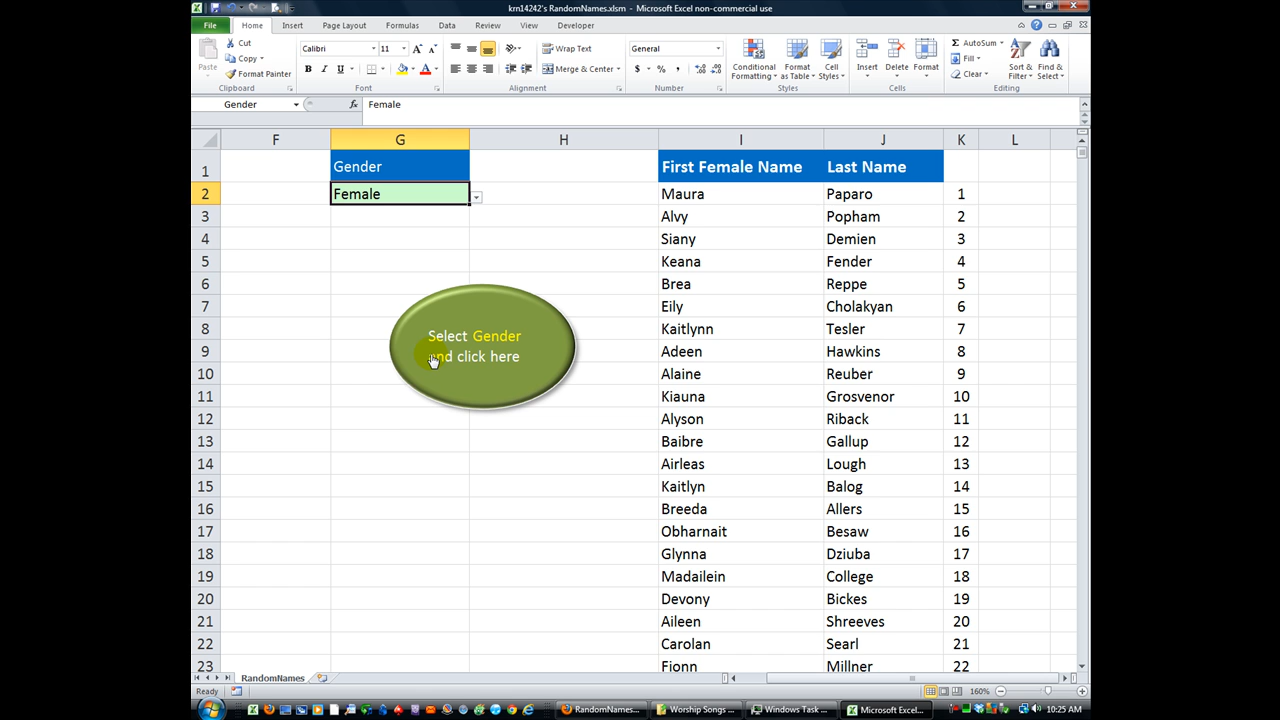 krn14242's RandomNames.xlsm - Microsoft Excel non-commercial use
File Home Insert Page Layout Formulas Data Review View Developer
Paste
Cut
Copy
Format Painter
Clipboard
Calibri 11
B I U
Font
Wrap Text
Merge & Center
Alignment
General
$ % ,
Number
Conditional Formatting
Format as Table
Cell Styles
Styles
Insert Delete Format
Cells
AutoSum
Fill
Clear
Sort & Filter
Find & Select
Editing
Gender fx Female
F G H I J K L
1 Gender First Female Name Last Name
2 Female Maura Paparo 1
3 Alvy Popham 2
4 Siany Demien 3
5 Keana Fender 4
6 Brea Reppe 5
7 Eily Cholakyan 6
8 Kaitlynn Tesler 7
9 Adeen Hawkins 8
10 Alaine Reuber 9
11 Kiauna Grosvenor 10
12 Alyson Riback 11
13 Baibre Gallup 12
14 Airleas Lough 13
15 Kaitlyn Balog 14
16 Breeda Allers 15
17 Obharnait Besaw 16
18 Glynna Dziuba 17
19 Madailein College 18
20 Devony Bickes 19
21 Aileen Shreeves 20
22 Carolan Searl 21
23 Fionn Millner 22
Select Gender
and click here
RandomNames
Ready 160%
RandomNames... Worship Songs ... Windows Task ... Microsoft Excel... 10:25 AM